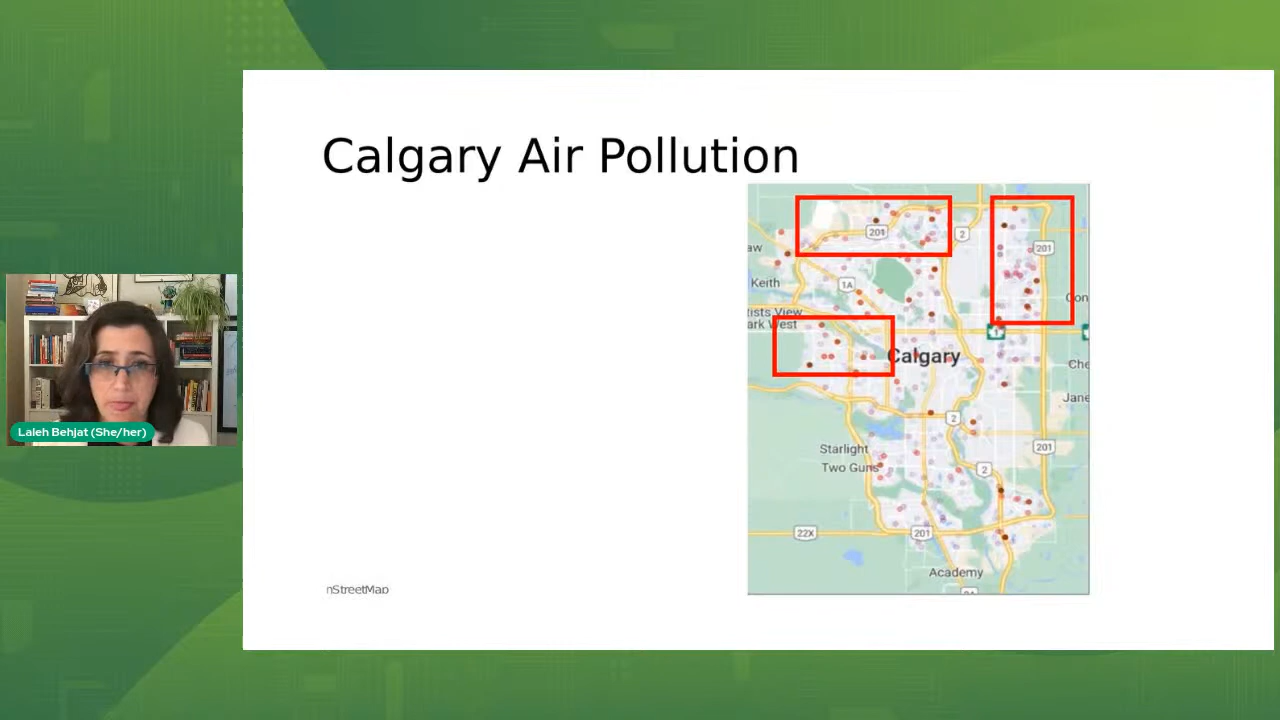 Calgary Air Pollution
201
2
201
aw
Keith
1A
Con
tists View
ark West
1
Calgary
Che
Jane
2
Starlight
Two Guns
201
2
22X
201
Academy
nStreetMap
Laleh Behjat (She/her)